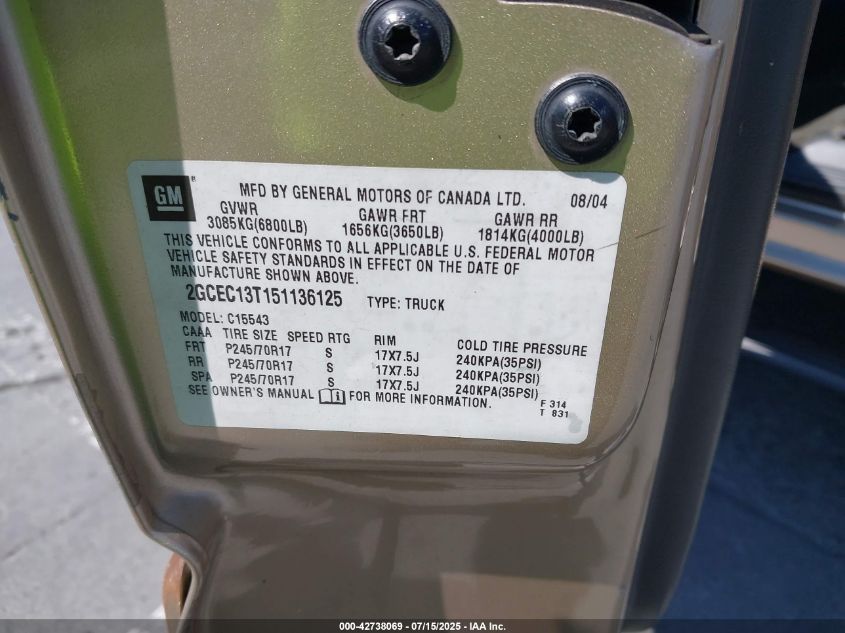 GM
MFD BY GENERAL MOTORS OF CANADA LTD. 08/04
GVWR GAWR FRT GAWR RR
3085KG(6800LB) 1656KG(3650LB) 1814KG(4000LB)
THIS VEHICLE CONFORMS TO ALL APPLICABLE U.S. FEDERAL MOTOR
VEHICLE SAFETY STANDARDS IN EFFECT ON THE DATE OF
MANUFACTURE SHOWN ABOVE.
2GCEC13T151136125 TYPE: TRUCK
MODEL: C15543
CAAA TIRE SIZE SPEED RTG RIM COLD TIRE PRESSURE
FRT P245/70R17 S 17X7.5J 240KPA(35PSI)
RR P245/70R17 S 17X7.5J 240KPA(35PSI)
SPA P245/70R17 S 17X7.5J 240KPA(35PSI)
SEE OWNER'S MANUAL FOR MORE INFORMATION.
F 314
T 831
000-42738069 - 07/15/2025 - IAA Inc.